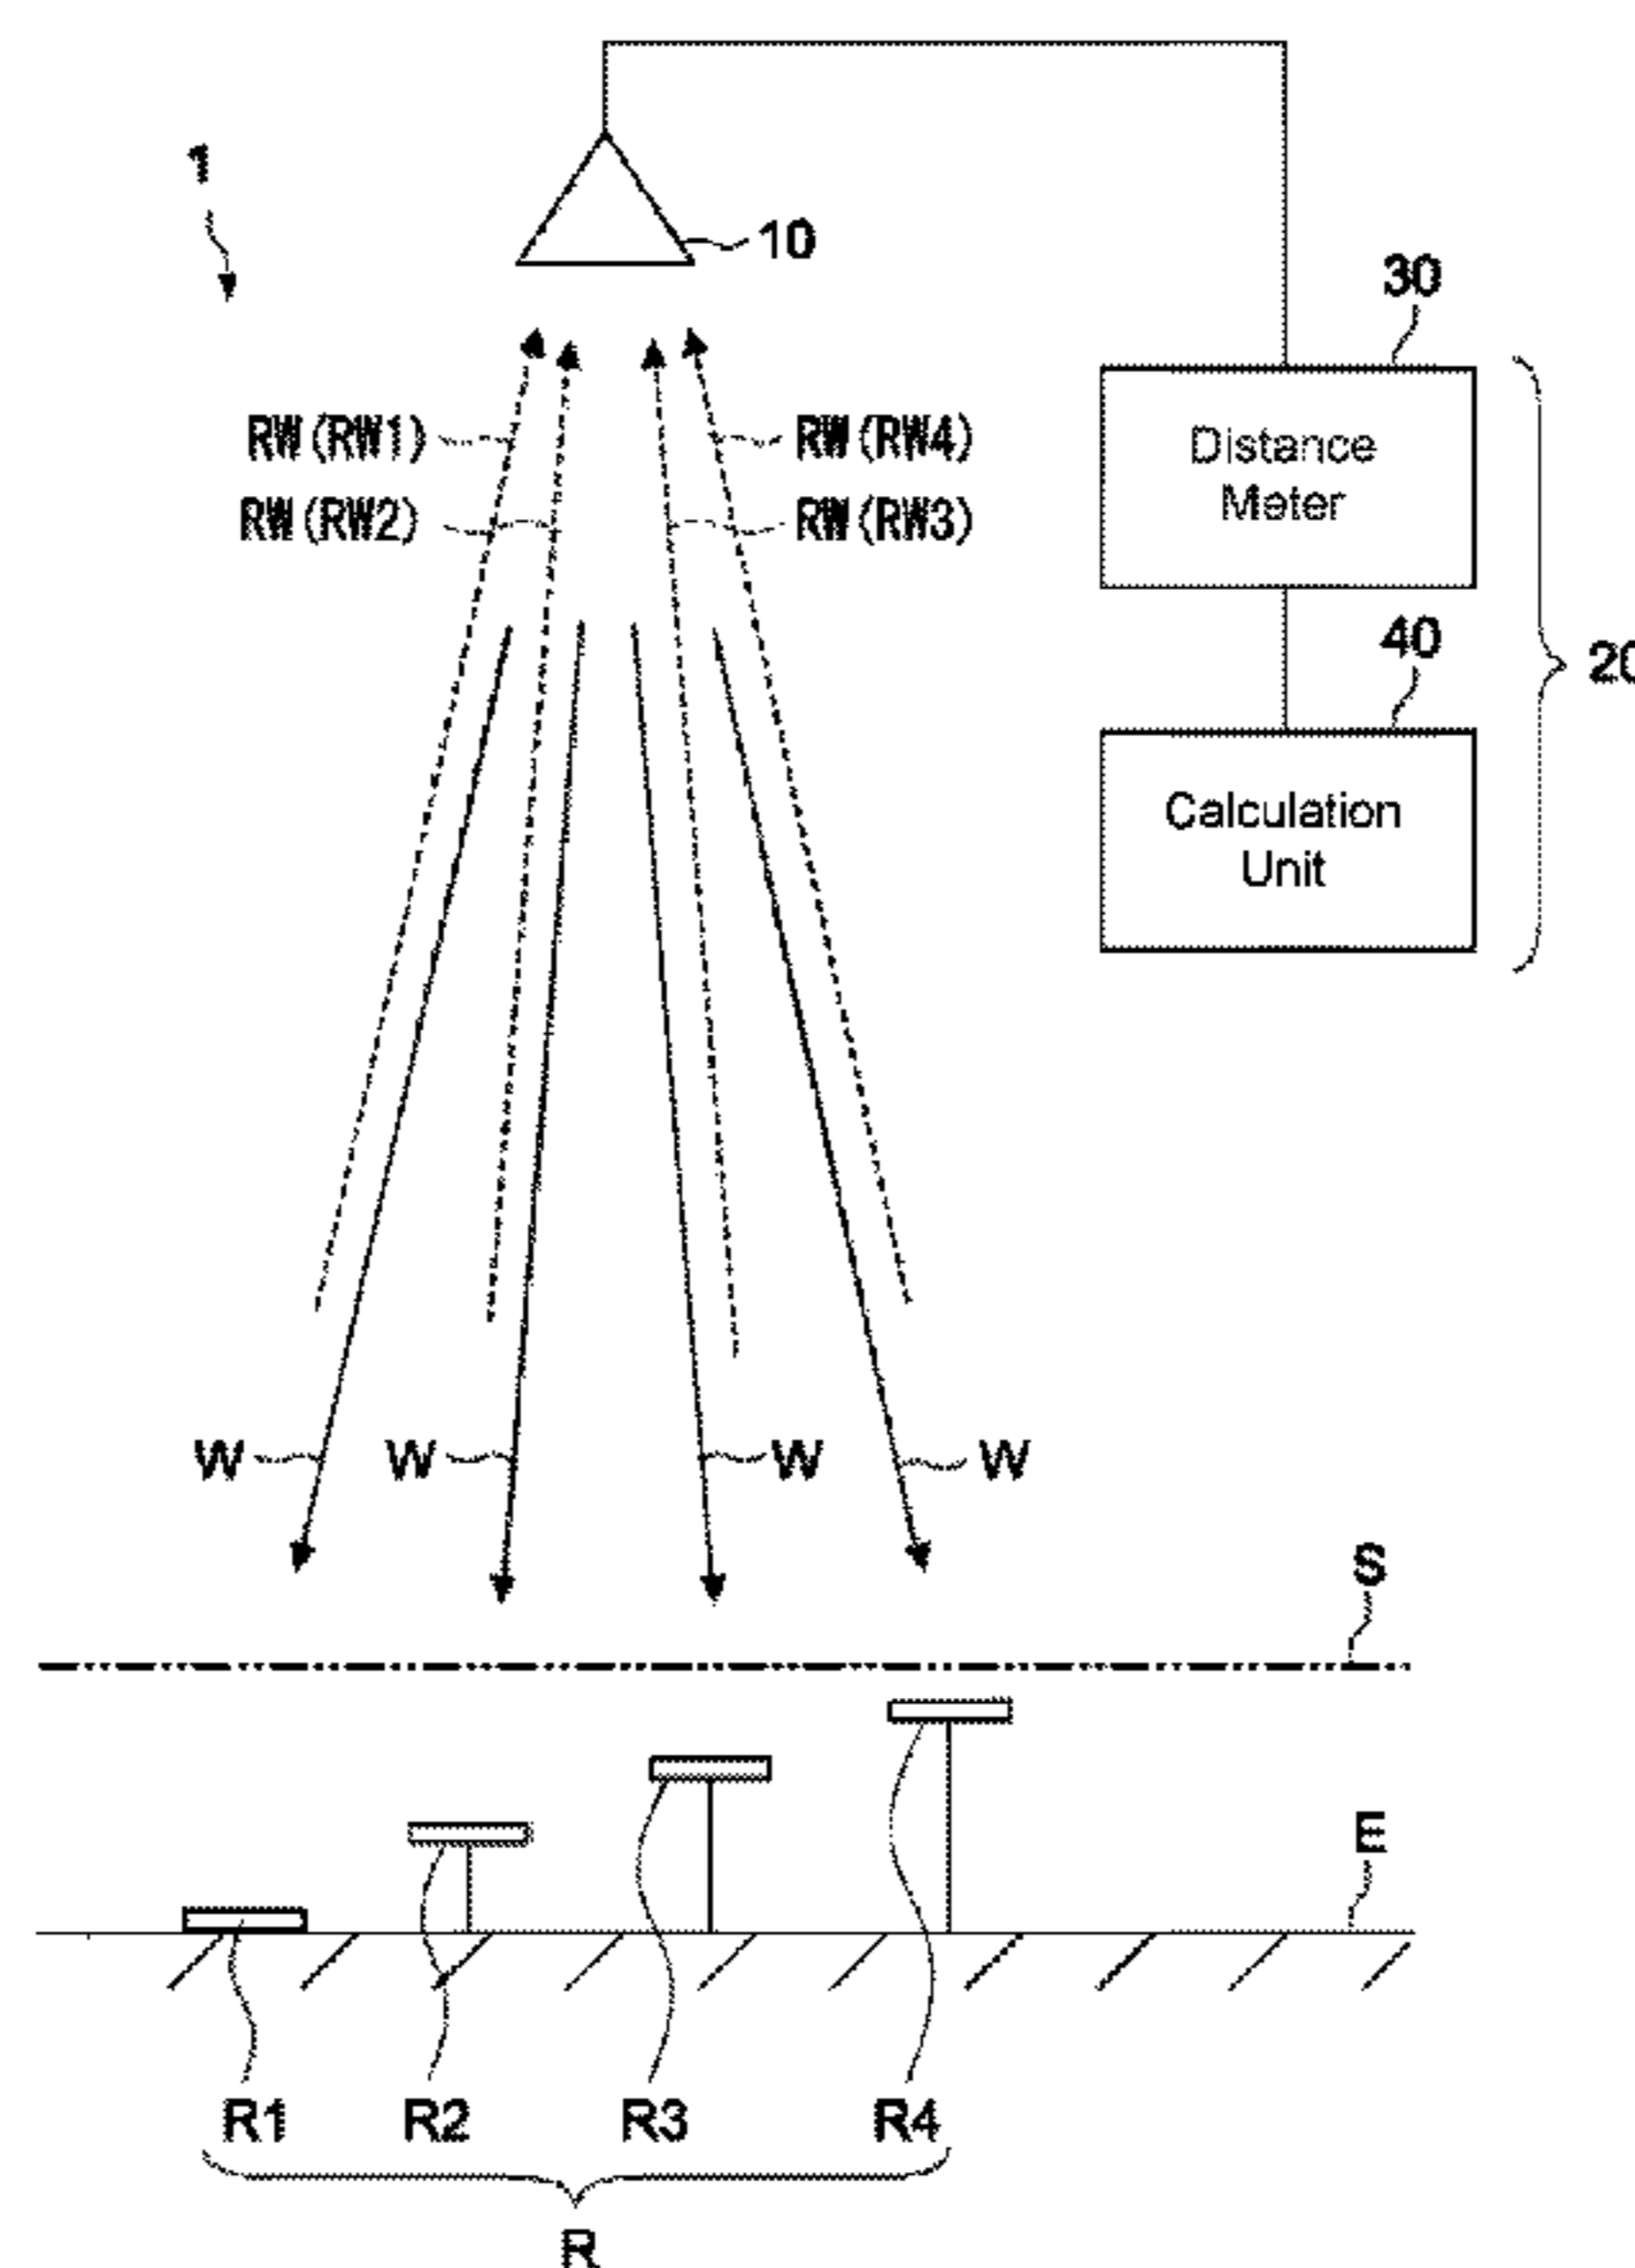 1
10
30
RW(RW1)
RW(RW4)
Distance
Meter
RW(RW2)
RW(RW3)
40
20
Calculation
Unit
W
W
W
W
S
E
R1
R2
R3
R4
R